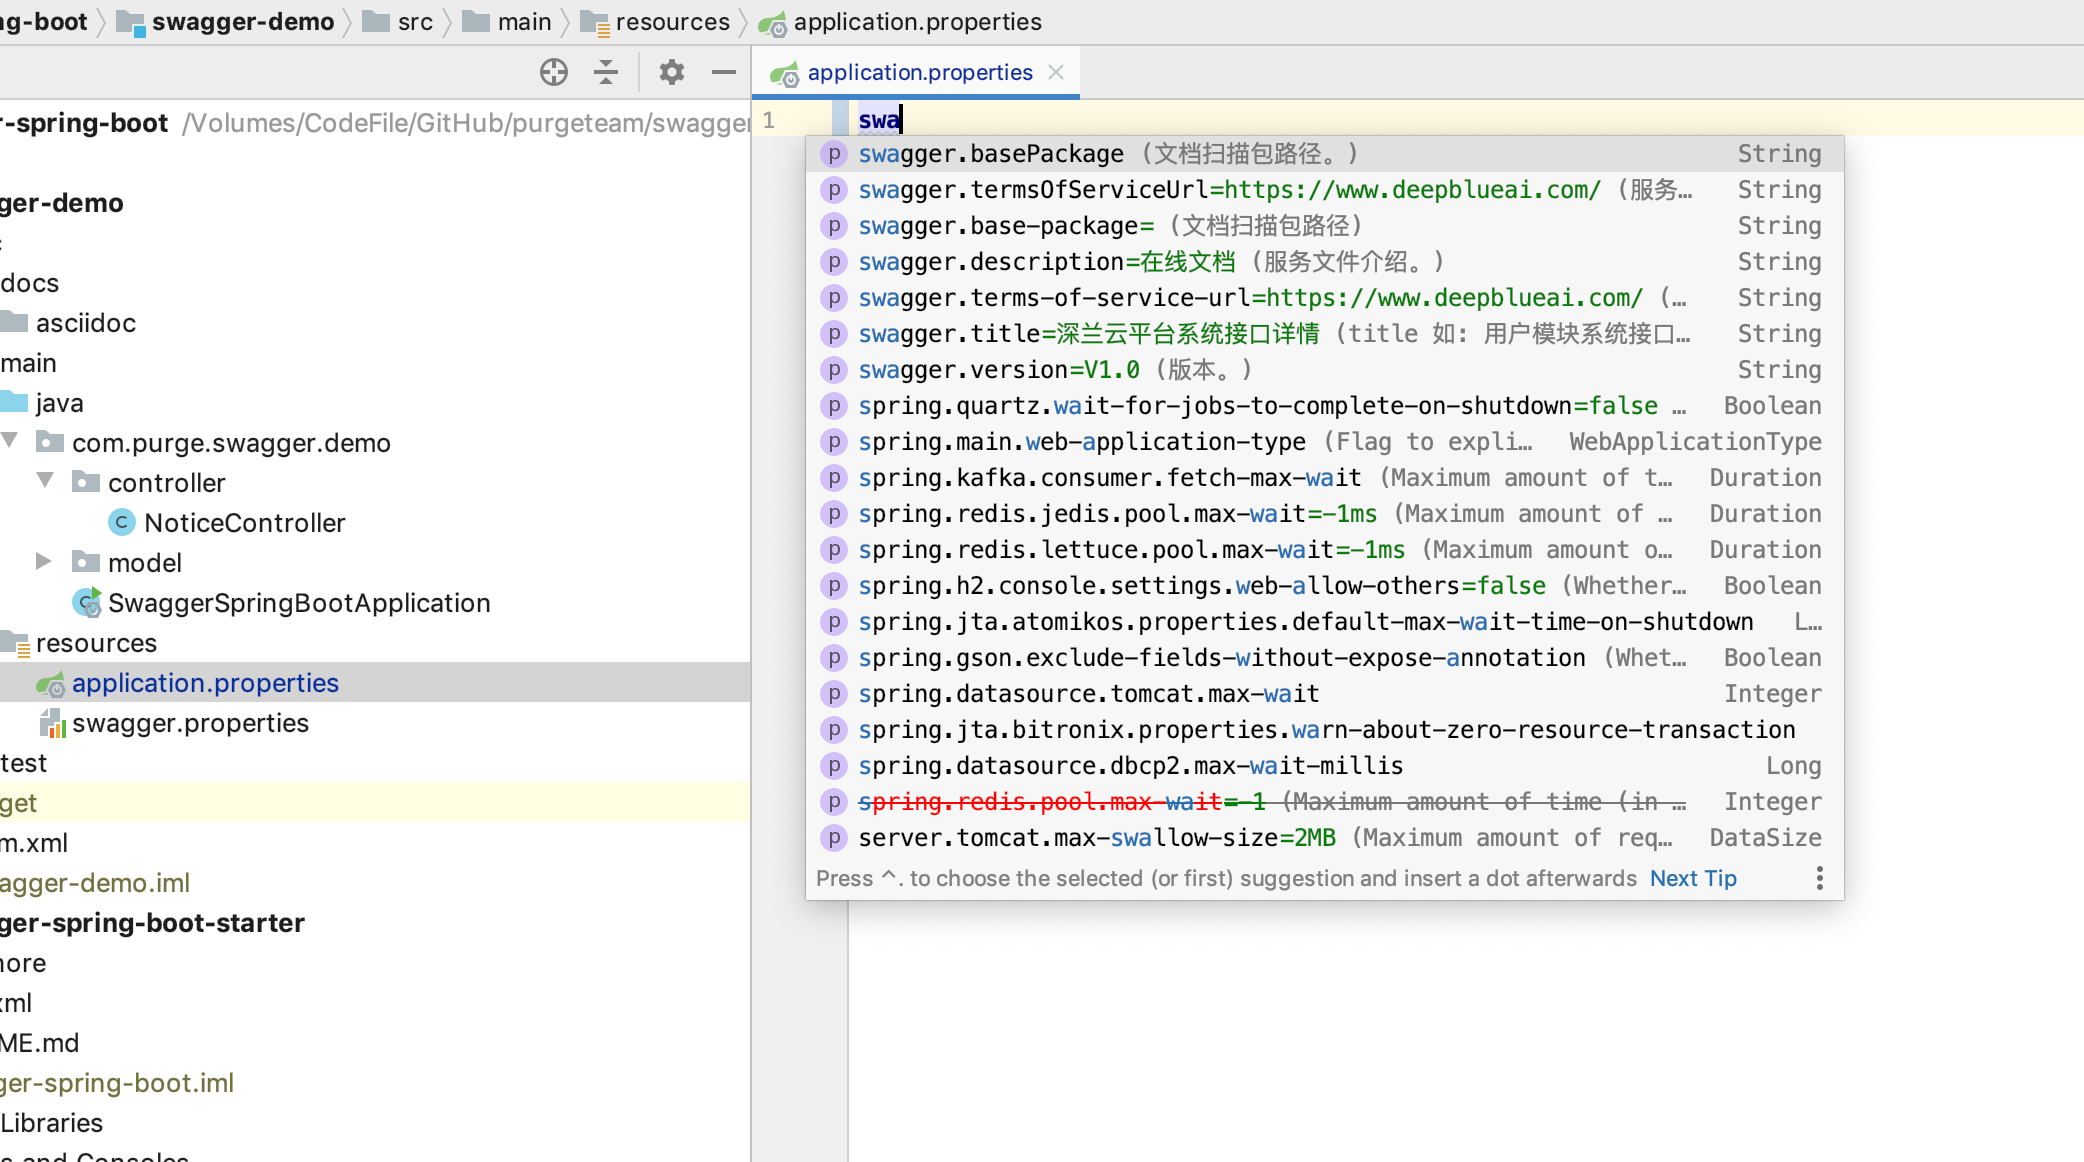 ng-boot swagger-demo src main resources application.properties
application.properties
r-spring-boot /Volumes/CodeFile/GitHub/purgeteam/swagger
ger-demo
docs
asciidoc
main
java
com.purge.swagger.demo
controller
C NoticeController
model
SwaggerSpringBootApplication
resources
application.properties
swagger.properties
test
get
m.xml
agger-demo.iml
ger-spring-boot-starter
nore
xml
ME.md
ger-spring-boot.iml
Libraries
s and Consoles
1 swa
p swagger.basePackage (文档扫描包路径。) String
p swagger.termsOfServiceUrl=https://www.deepblueai.com/ (服务… String
p swagger.base-package= (文档扫描包路径) String
p swagger.description=在线文档 (服务文件介绍。) String
p swagger.terms-of-service-url=https://www.deepblueai.com/ (… String
p swagger.title=深兰云平台系统接口详情 (title 如: 用户模块系统接口… String
p swagger.version=V1.0 (版本。) String
p spring.quartz.wait-for-jobs-to-complete-on-shutdown=false … Boolean
p spring.main.web-application-type (Flag to expli… WebApplicationType
p spring.kafka.consumer.fetch-max-wait (Maximum amount of t… Duration
p spring.redis.jedis.pool.max-wait=-1ms (Maximum amount of … Duration
p spring.redis.lettuce.pool.max-wait=-1ms (Maximum amount o… Duration
p spring.h2.console.settings.web-allow-others=false (Whether… Boolean
p spring.jta.atomikos.properties.default-max-wait-time-on-shutdown L…
p spring.gson.exclude-fields-without-expose-annotation (Whet… Boolean
p spring.datasource.tomcat.max-wait Integer
p spring.jta.bitronix.properties.warn-about-zero-resource-transaction
p spring.datasource.dbcp2.max-wait-millis Long
p spring.redis.pool.max-wait=-1 (Maximum amount of time (in … Integer
p server.tomcat.max-swallow-size=2MB (Maximum amount of req… DataSize
Press ^. to choose the selected (or first) suggestion and insert a dot afterwards Next Tip